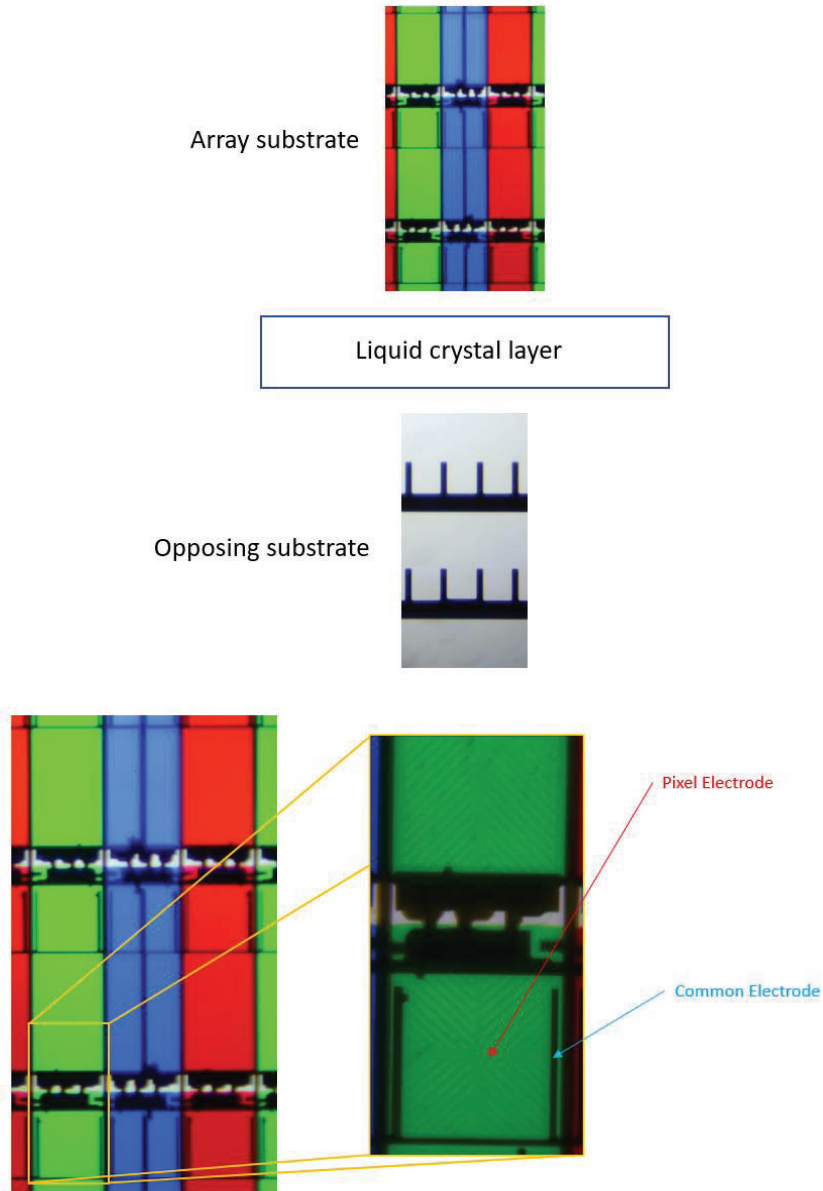 Array substrate
Liquid crystal layer
Opposing substrate
Pixel Electrode
Common Electrode